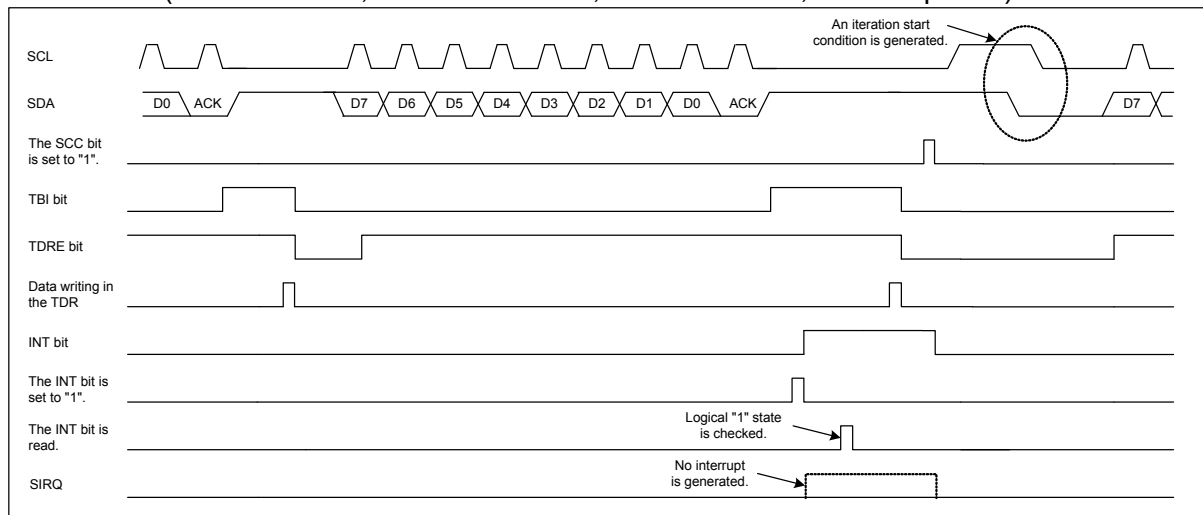 An iteration start
condition is generated.
SCL
SDA
D0 ACK D7 D6 D5 D4 D3 D2 D1 D0 ACK D7
The SCC bit
is set to "1".
TBI bit
TDRE bit
Data writing in
the TDR
INT bit
The INT bit is
set to "1".
Logical "1" state
is checked.
The INT bit is
read.
No interrupt
is generated.
SIRQ